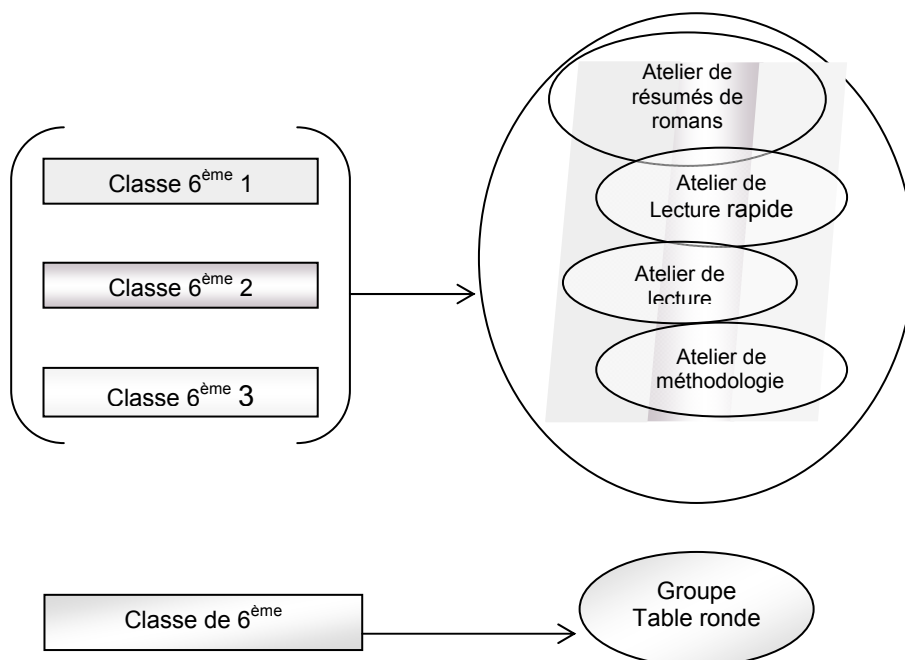 Classe 6ème 1
Classe 6ème 2
Classe 6ème 3
Atelier de
résumés de
romans
Atelier de
Lecture rapide
Atelier de
lecture
Atelier de
méthodologie
Classe de 6ème
Groupe
Table ronde